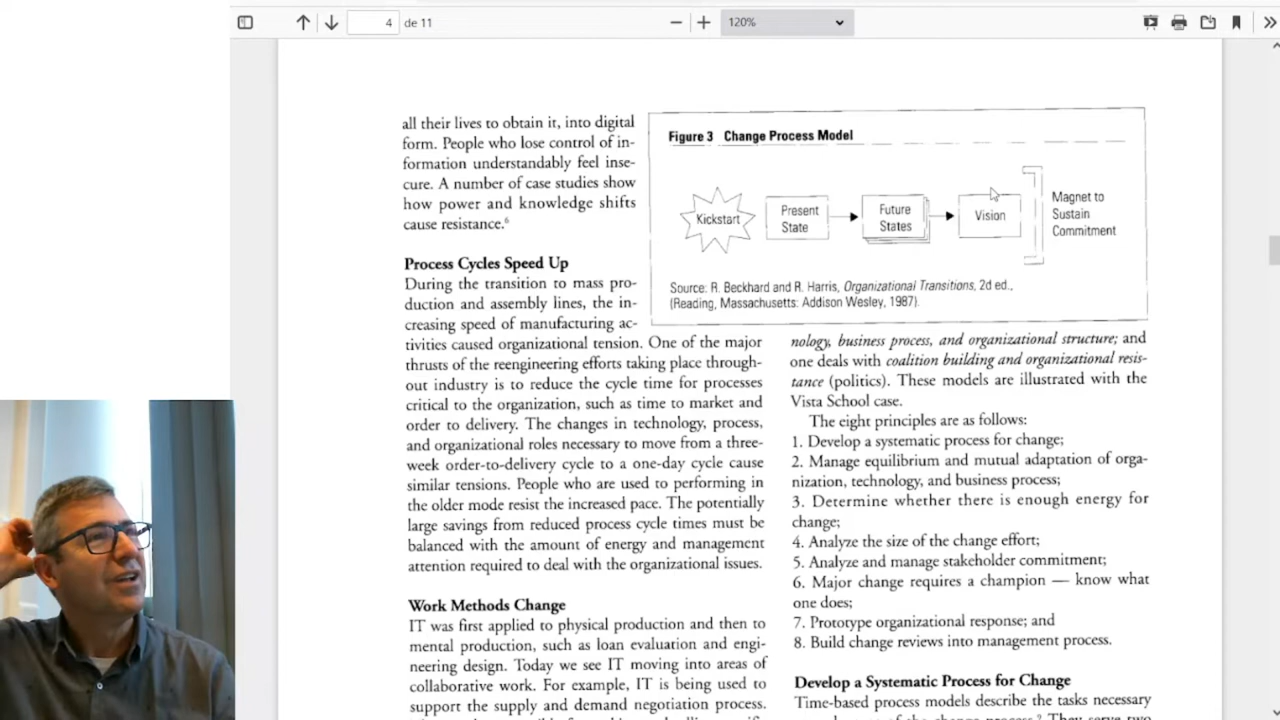 4 de 11
120%
all their lives to obtain it, into digital
form. People who lose control of in-
formation understandably feel inse-
cure. A number of case studies show
how power and knowledge shifts
cause resistance.⁶
Process Cycles Speed Up
During the transition to mass pro-
duction and assembly lines, the in-
creasing speed of manufacturing ac-
tivities caused organizational tension. One of the major
thrusts of the reengineering efforts taking place through-
out industry is to reduce the cycle time for processes
critical to the organization, such as time to market and
order to delivery. The changes in technology, process,
and organizational roles necessary to move from a three-
week order-to-delivery cycle to a one-day cycle cause
similar tensions. People who are used to performing in
the older mode resist the increased pace. The potentially
large savings from reduced process cycle times must be
balanced with the amount of energy and management
attention required to deal with the organizational issues.
Work Methods Change
IT was first applied to physical production and then to
mental production, such as loan evaluation and engi-
neering design. Today we see IT moving into areas of
collaborative work. For example, IT is being used to
support the supply and demand negotiation process.
Figure 3 Change Process Model
Kickstart
Present
State
Future
States
Vision
Magnet to
Sustain
Commitment
Source: R. Beckhard and R. Harris, Organizational Transitions, 2d ed.,
(Reading, Massachusetts: Addison Wesley, 1987).
nology, business process, and organizational structure; and
one deals with coalition building and organizational resis-
tance (politics). These models are illustrated with the
Vista School case.
The eight principles are as follows:
1. Develop a systematic process for change;
2. Manage equilibrium and mutual adaptation of orga-
nization, technology, and business process;
3. Determine whether there is enough energy for
change;
4. Analyze the size of the change effort;
5. Analyze and manage stakeholder commitment;
6. Major change requires a champion — know what
one does;
7. Prototype organizational response; and
8. Build change reviews into management process.
Develop a Systematic Process for Change
Time-based process models describe the tasks necessary